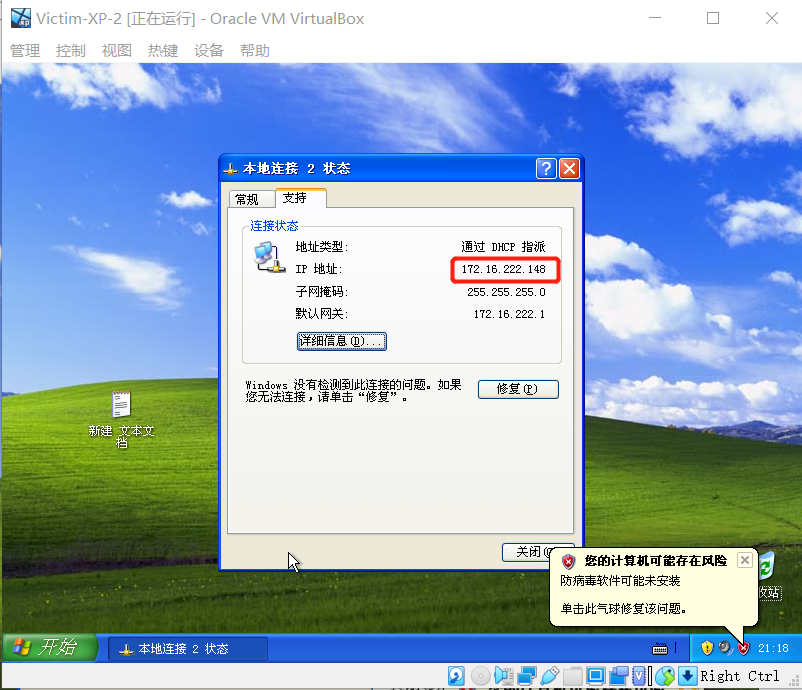 Victim-XP-2 [正在运行] - Oracle VM VirtualBox
管理 控制 视图 热键 设备 帮助
本地连接 2 状态
常规 支持
连接状态
地址类型: 通过 DHCP 指派
IP 地址: 172.16.222.148
子网掩码: 255.255.255.0
默认网关: 172.16.222.1
详细信息(D)...
Windows 没有检测到此连接的问题。如果
您无法连接,请单击“修复”。
修复(P)
新建 文本文
档
关闭(
您的计算机可能存在风险
防病毒软件可能未安装
单击此气球修复该问题。
收站
开始 本地连接 2 状态 21:18
Right Ctrl